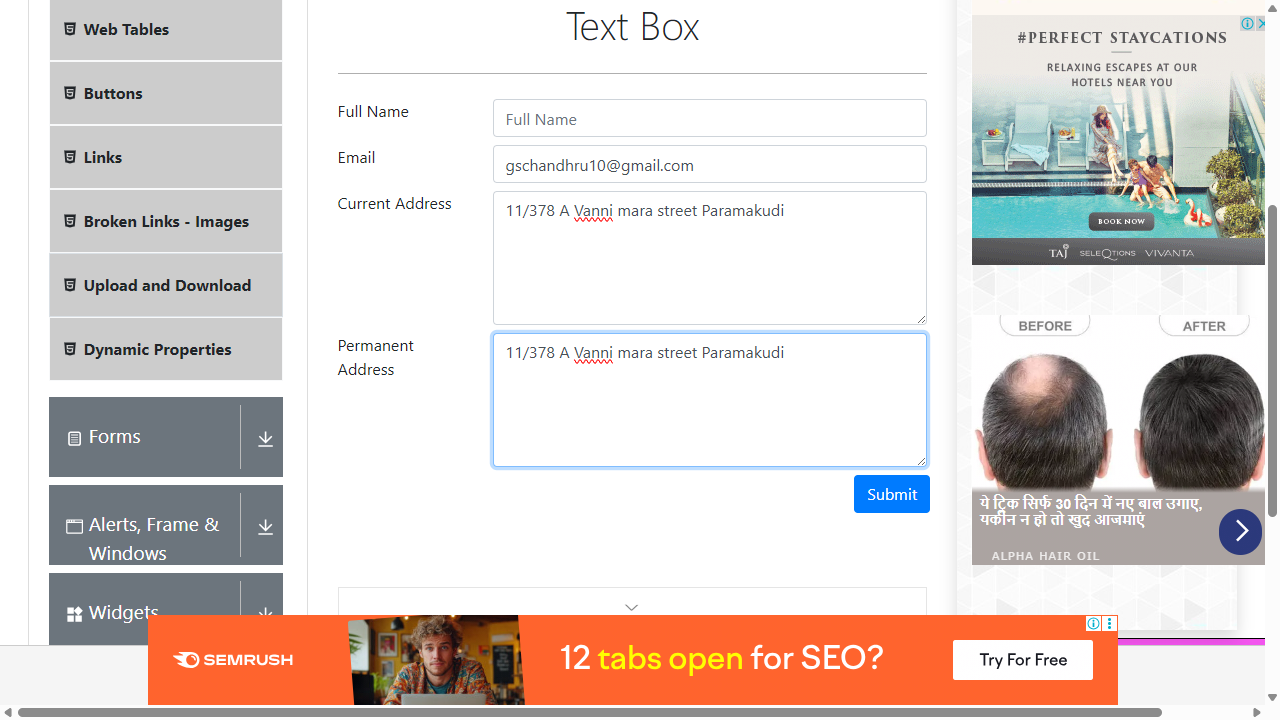 Text Box
Web Tables
Buttons
Links
Broken Links - Images
Upload and Download
Dynamic Properties
Forms
Alerts, Frame &
Windows
Widgets
Full Name
Full Name
Email
gschandhru10@gmail.com
Current Address
11/378 A Vanni mara street Paramakudi
Permanent
Address
11/378 A Vanni mara street Paramakudi
Submit
#PERFECT STAYCATIONS
RELAXING ESCAPES AT OUR
HOTELS NEAR YOU
BOOK NOW
TAJ SELEQTIONS VIVANTA
BEFORE
AFTER
ये ट्रिक सिर्फ 30 दिन में नए बाल उगाए,
यकीन न हो तो खुद आजमाएं
ALPHA HAIR OIL
SEMRUSH
12 tabs open for SEO?
Try For Free